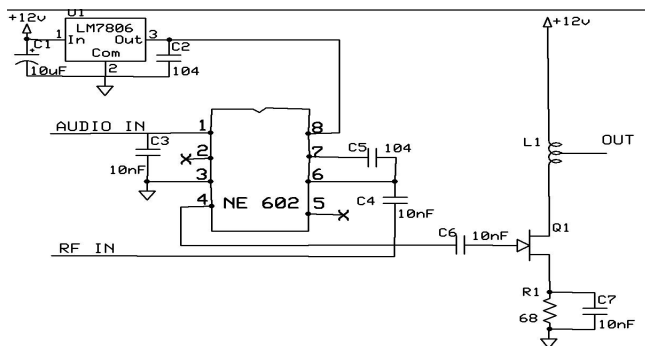 U1
+12v
LM7806
1 In Out 3
Com
2
C1
+
10uF
C2
104
AUDIO IN
C3
10nF
1
2
3
4
8
7
6
5
NE 602
C5 104
C4
10nF
RF IN
C6 10nF
+12v
L1
OUT
Q1
R1
68
C7
10nF